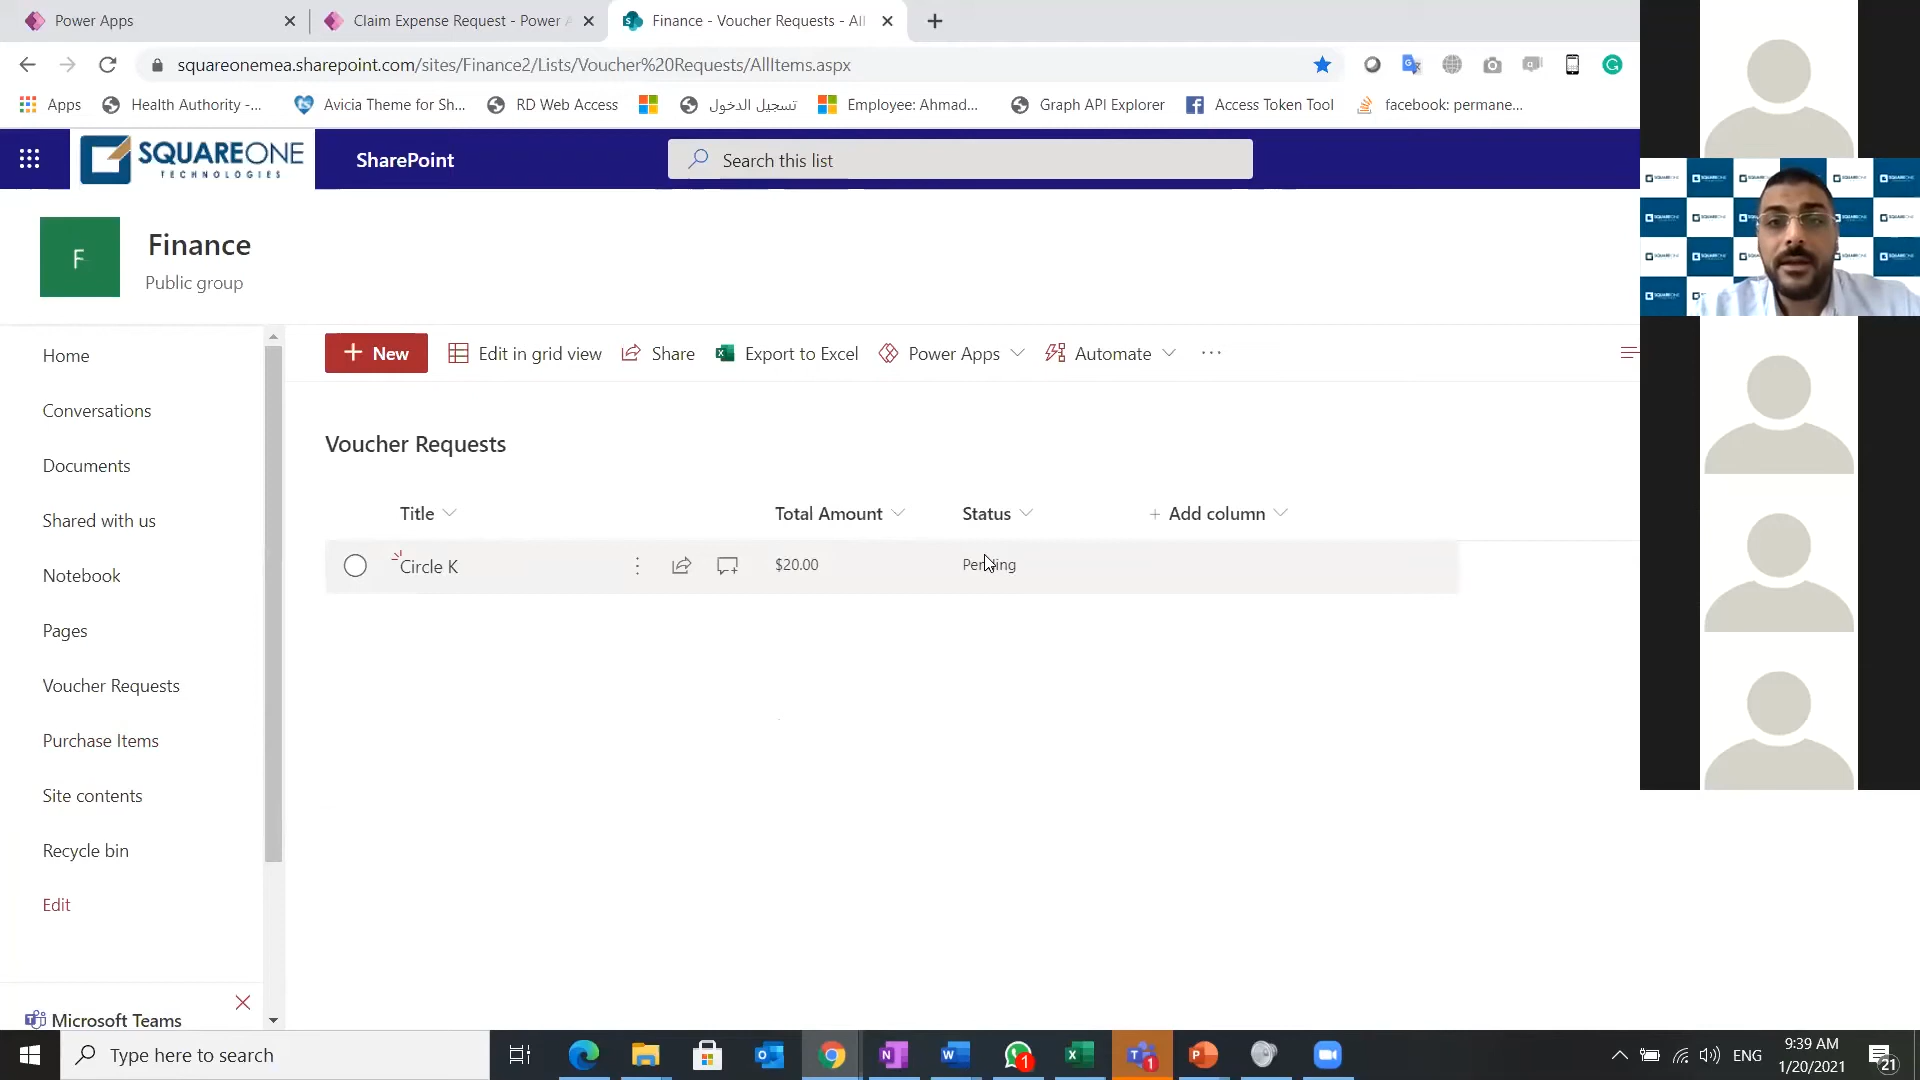 Power Apps
Claim Expense Request - Power A
Finance - Voucher Requests - All
squareonemea.sharepoint.com/sites/Finance2/Lists/Voucher%20Requests/AllItems.aspx
Apps
Health Authority -...
Avicia Theme for Sh...
RD Web Access
تسجيل الدخول
Employee: Ahmad...
Graph API Explorer
Access Token Tool
facebook: permane...
SQUAREONE
TECHNOLOGIES
SharePoint
Search this list
F
Finance
Public group
Home
Conversations
Documents
Shared with us
Notebook
Pages
Voucher Requests
Purchase Items
Site contents
Recycle bin
Edit
Microsoft Teams
+ New
Edit in grid view
Share
Export to Excel
Power Apps
Automate
...
Voucher Requests
Title
Total Amount
Status
+ Add column
Circle K
$20.00
Pending
Type here to search
1
1
ENG
9:39 AM
1/20/2021
21